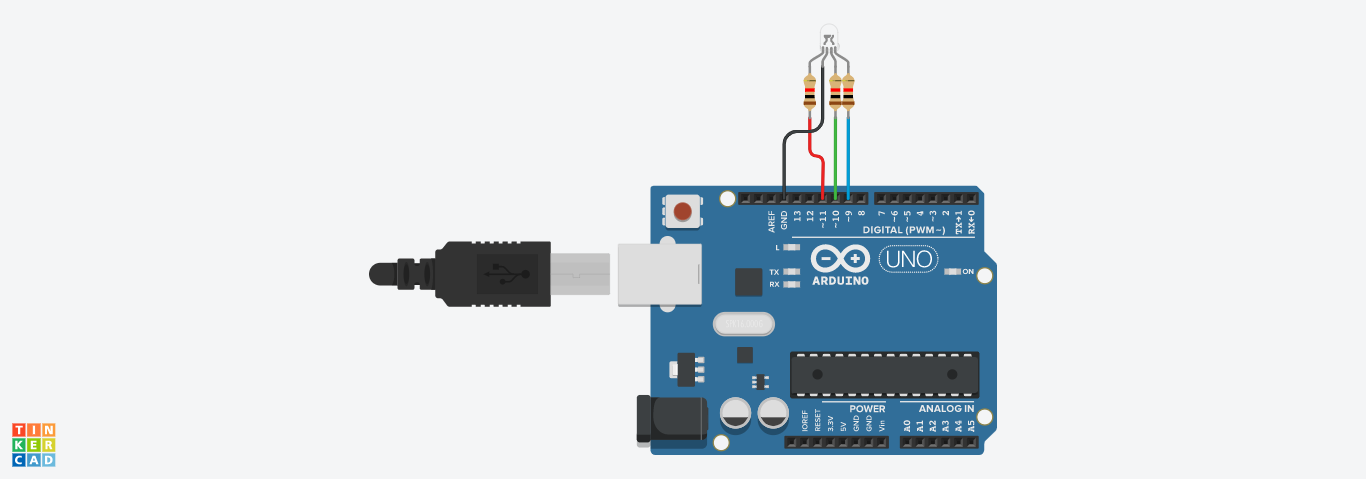 AREF
GND
13
12
~11
~10
~9
8
7
~6
~5
4
~3
2
TX→1
RX←0
DIGITAL (PWM~)
L
TX
RX
ARDUINO
UNO
ON
POWER
ANALOG IN
IOREF
RESET
3.3V
5V
GND
GND
Vin
A0
A1
A2
A3
A4
A5
TIN
KER
CAD